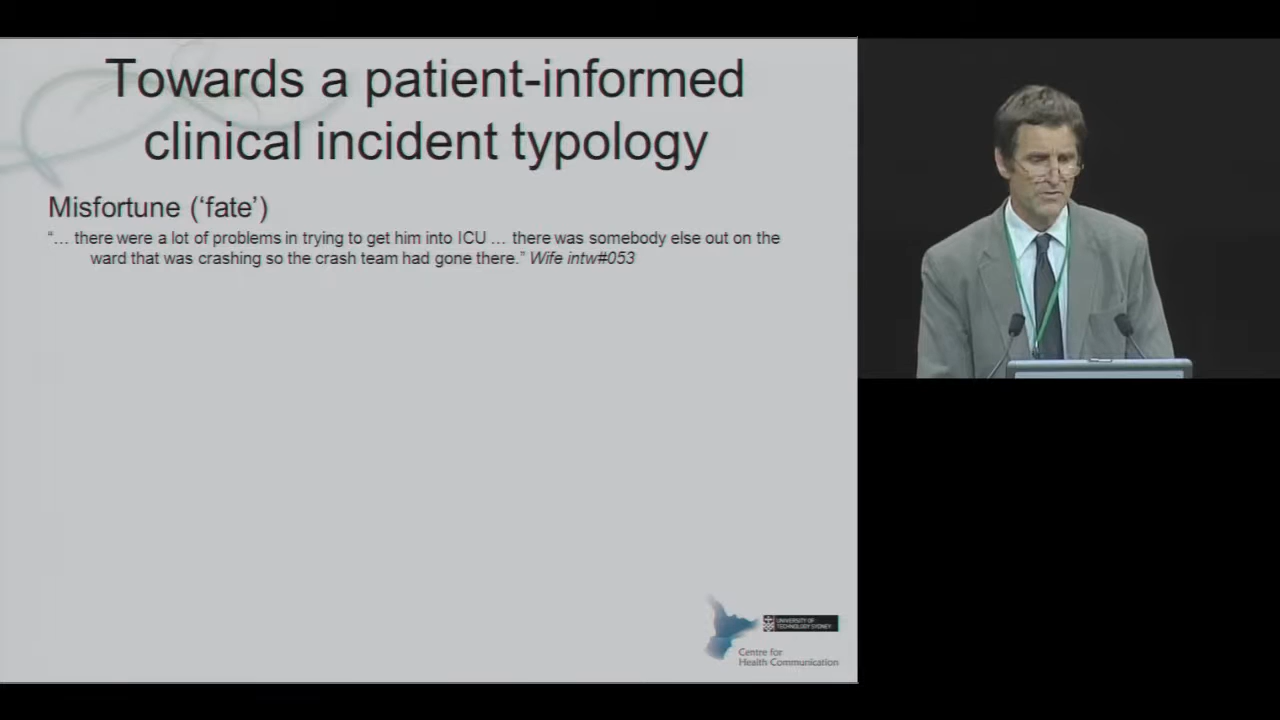 Towards a patient-informed
clinical incident typology
Misfortune (‘fate’)
“… there were a lot of problems in trying to get him into ICU … there was somebody else out on the
ward that was crashing so the crash team had gone there.” Wife intw#053
UNIVERSITY OF
TECHNOLOGY SYDNEY
Centre for
Health Communication